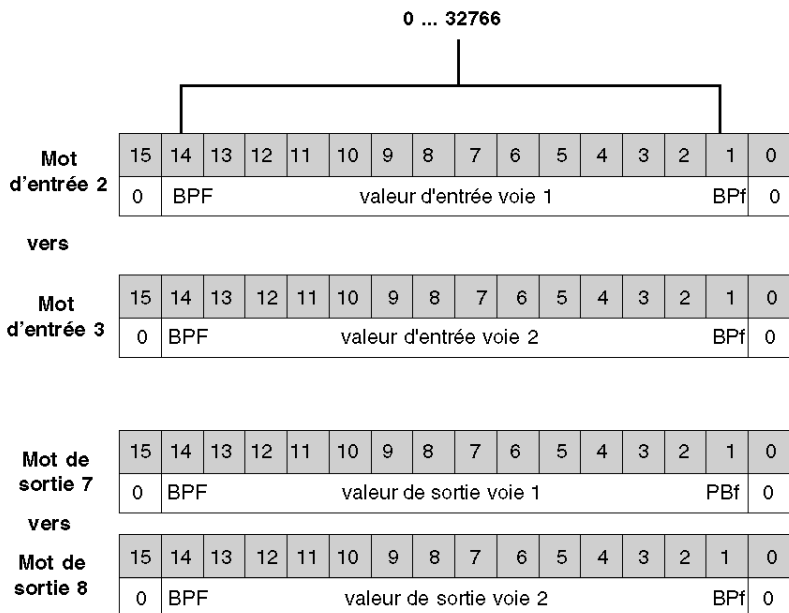 0 ... 32766
Mot d'entrée 2
15 14 13 12 11 10 9 8 7 6 5 4 3 2 1 0
0 BPF valeur d'entrée voie 1 BPf 0
vers
Mot d'entrée 3
15 14 13 12 11 10 9 8 7 6 5 4 3 2 1 0
0 BPF valeur d'entrée voie 2 BPf 0
Mot de sortie 7
15 14 13 12 11 10 9 8 7 6 5 4 3 2 1 0
0 BPF valeur de sortie voie 1 PBf 0
vers
Mot de sortie 8
15 14 13 12 11 10 9 8 7 6 5 4 3 2 1 0
0 BPF valeur de sortie voie 2 BPf 0